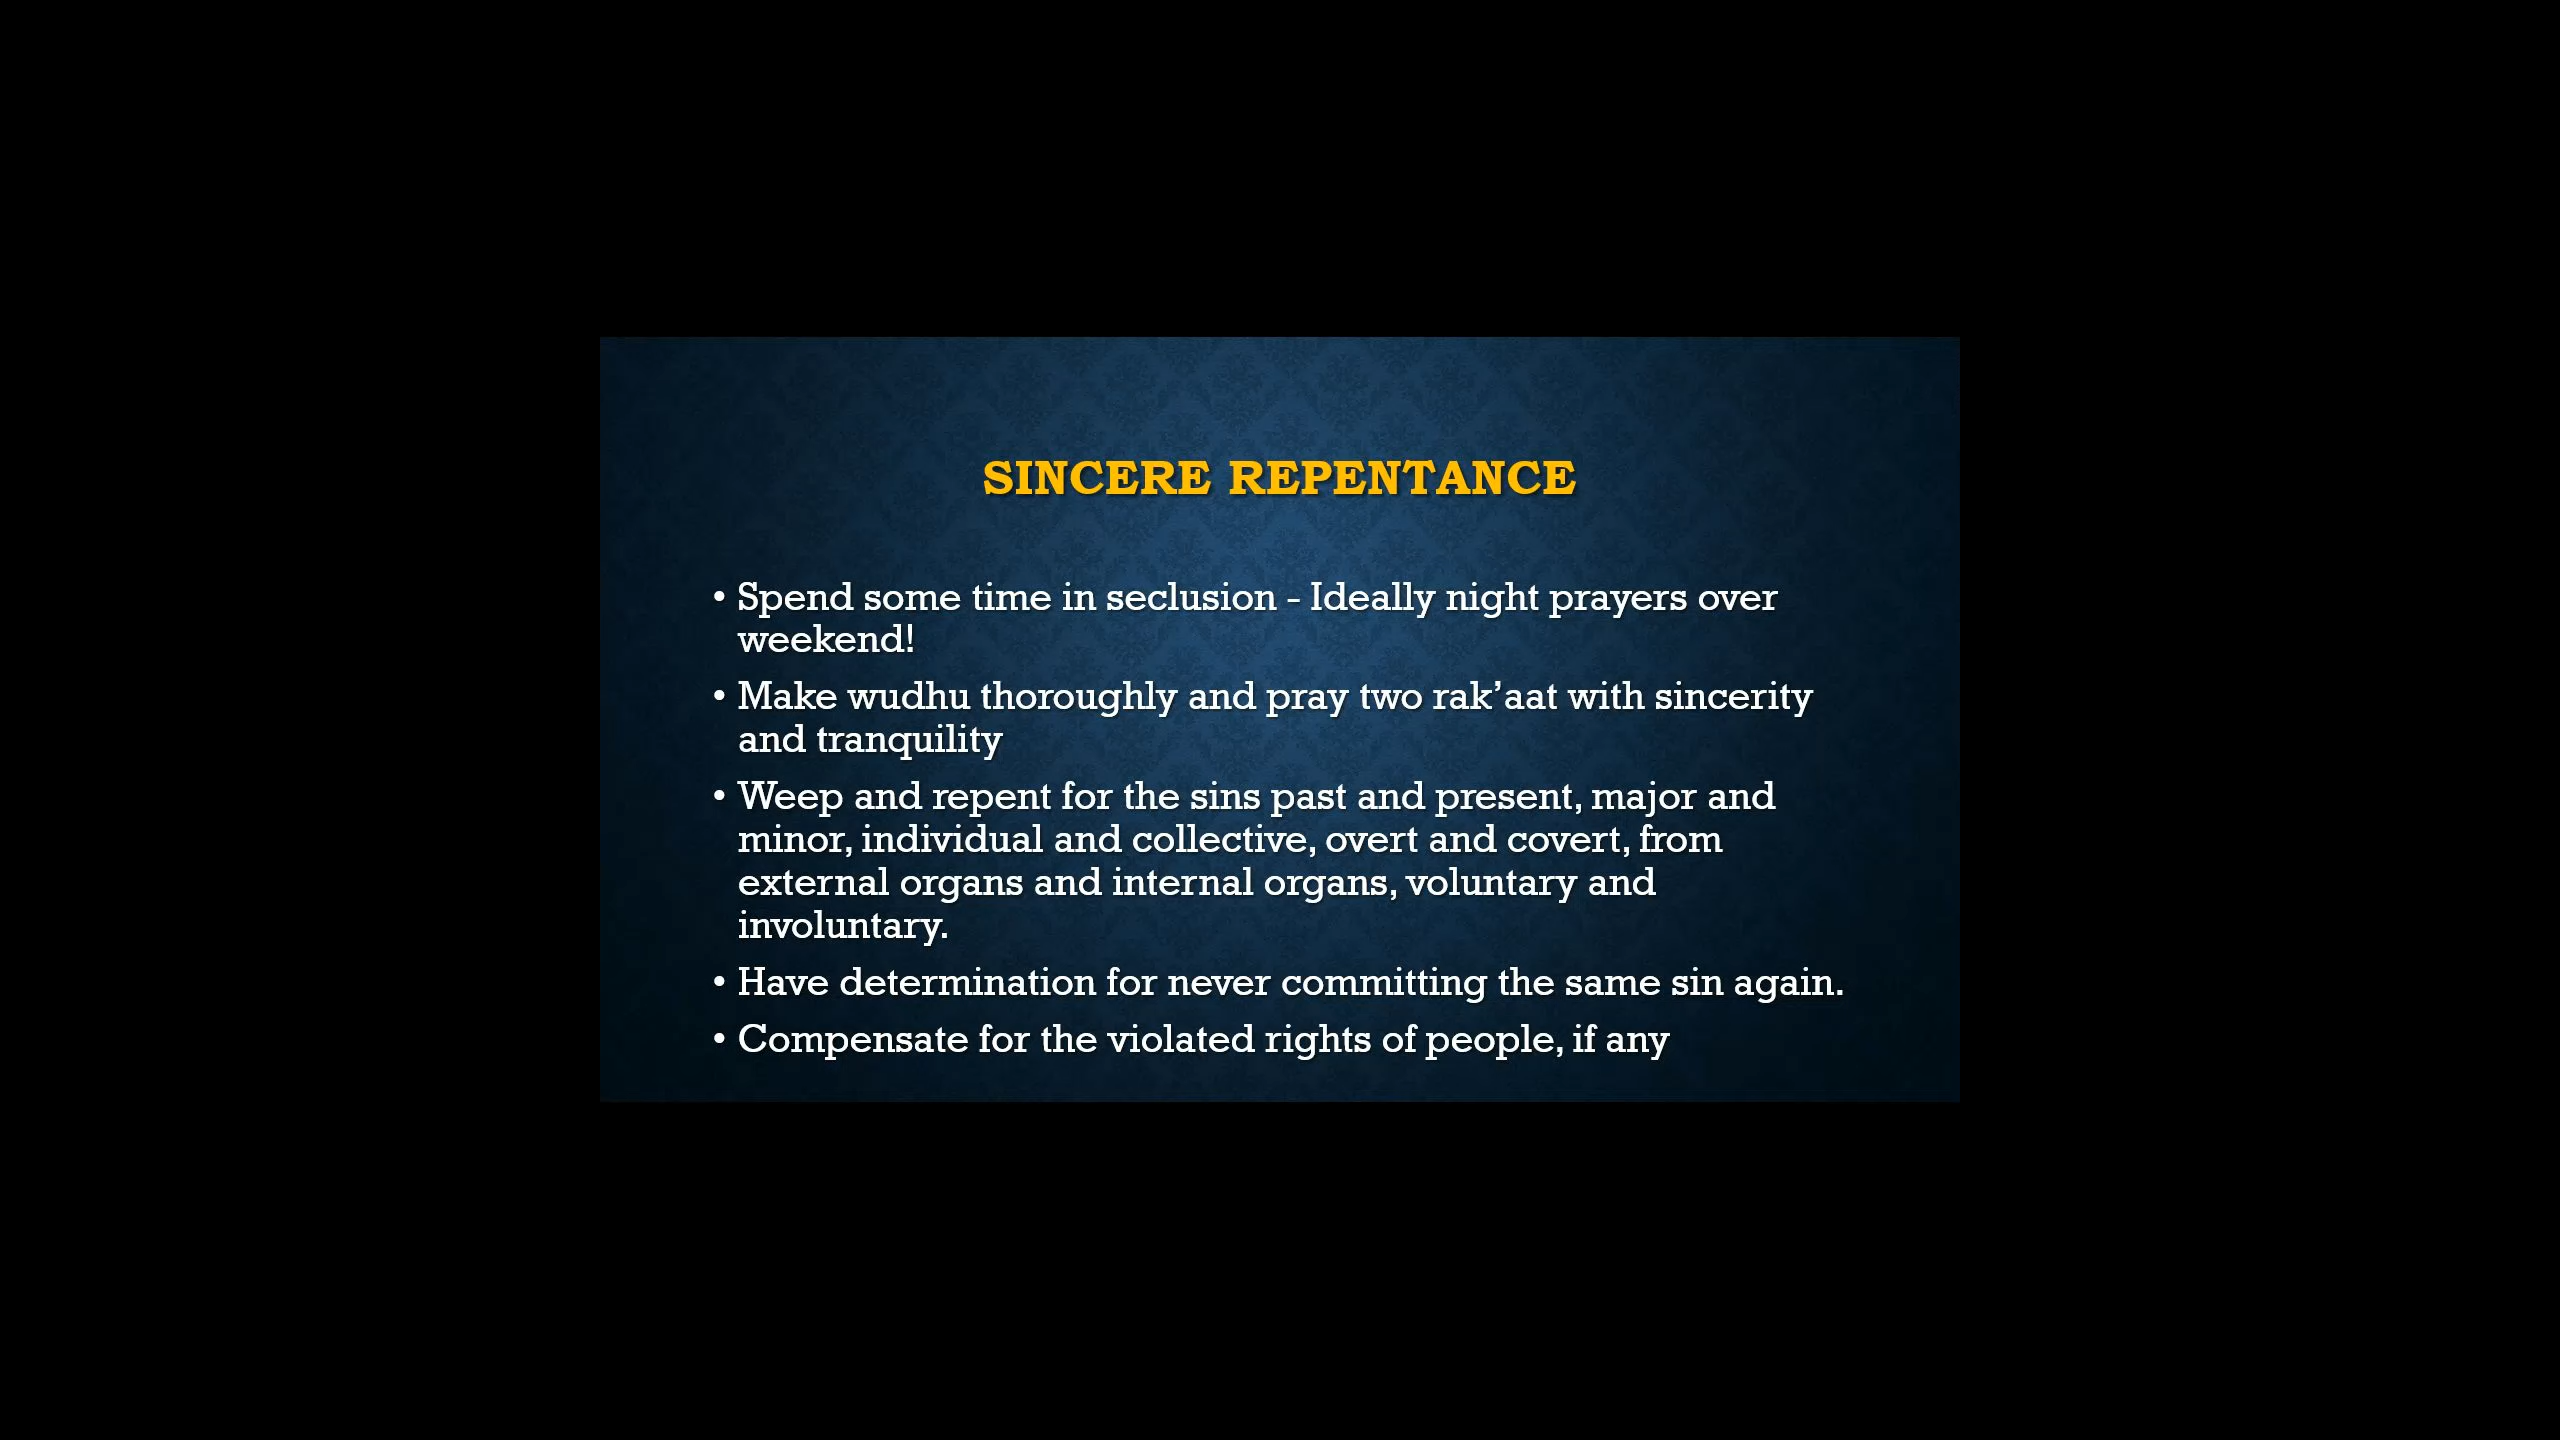 SINCERE REPENTANCE
• Spend some time in seclusion - Ideally night prayers over
weekend!
• Make wudhu thoroughly and pray two rak’aat with sincerity
and tranquility
• Weep and repent for the sins past and present, major and
minor, individual and collective, overt and covert, from
external organs and internal organs, voluntary and
involuntary.
• Have determination for never committing the same sin again.
• Compensate for the violated rights of people, if any